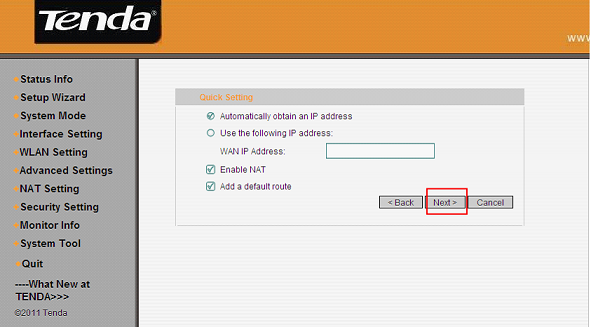 Tenda®
www
Status Info
Setup Wizard
System Mode
Interface Setting
WLAN Setting
Advanced Settings
NAT Setting
Security Setting
Monitor Info
System Tool
Quit
----What New at
TENDA>>>
©2011 Tenda
Quick Setting
Automatically obtain an IP address
Use the following IP address:
WAN IP Address:
Enable NAT
Add a default route
< Back Next > Cancel